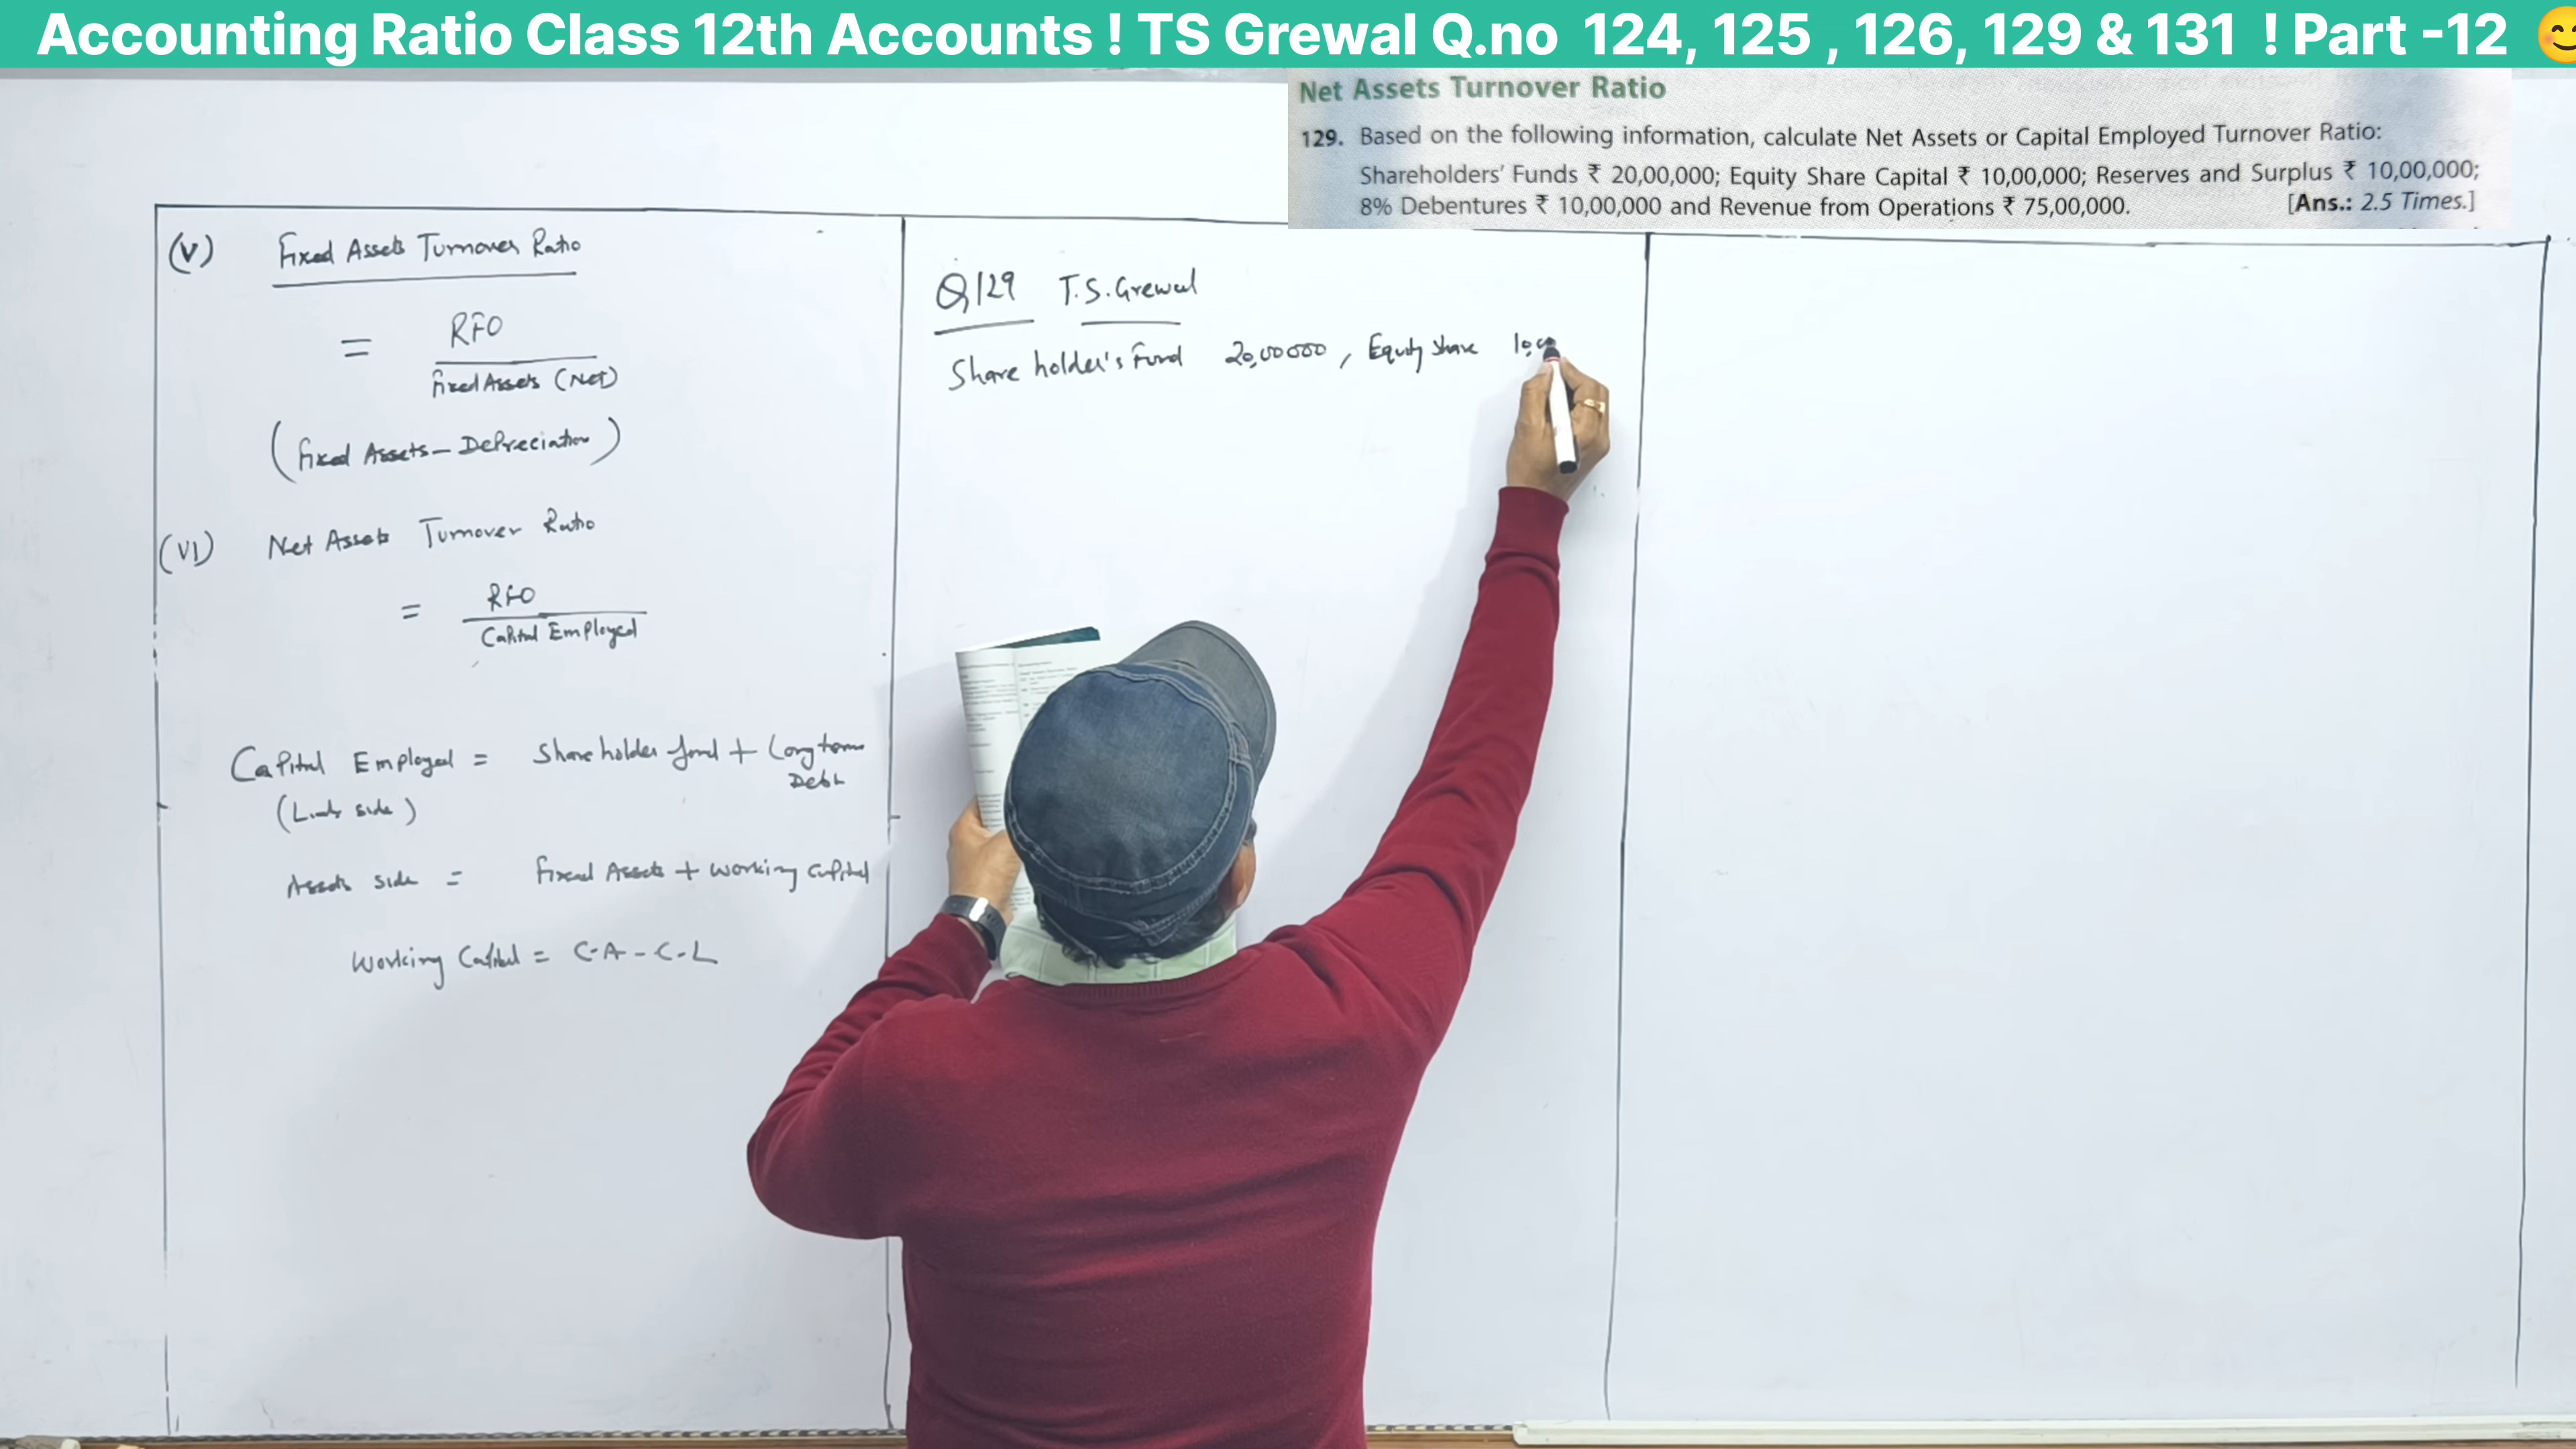 Accounting Ratio Class 12th Accounts ! TS Grewal Q.no 124, 125 , 126, 129 & 131 ! Part -12 😊
Net Assets Turnover Ratio
129. Based on the following information, calculate Net Assets or Capital Employed Turnover Ratio:
Shareholders' Funds ₹ 20,00,000; Equity Share Capital ₹ 10,00,000; Reserves and Surplus ₹ 10,00,000;
8% Debentures ₹ 10,00,000 and Revenue from Operations ₹ 75,00,000. [Ans.: 2.5 Times.]
(V) Fixed Assets Turnover Ratio
= RFO
Fixed Assets (Net)
(Fixed Assets - Depreciation)
(VI) Net Assets Turnover Ratio
= RFO
Capital Employed
Capital Employed = Share holder fund + Long term
Debt
(Liab side)
Assets side = Fixed Assets + Working Capital
Working Capital = C.A - C.L
Q129 T.S.Grewal
Share holder's Fund 20,00000, Equity Share